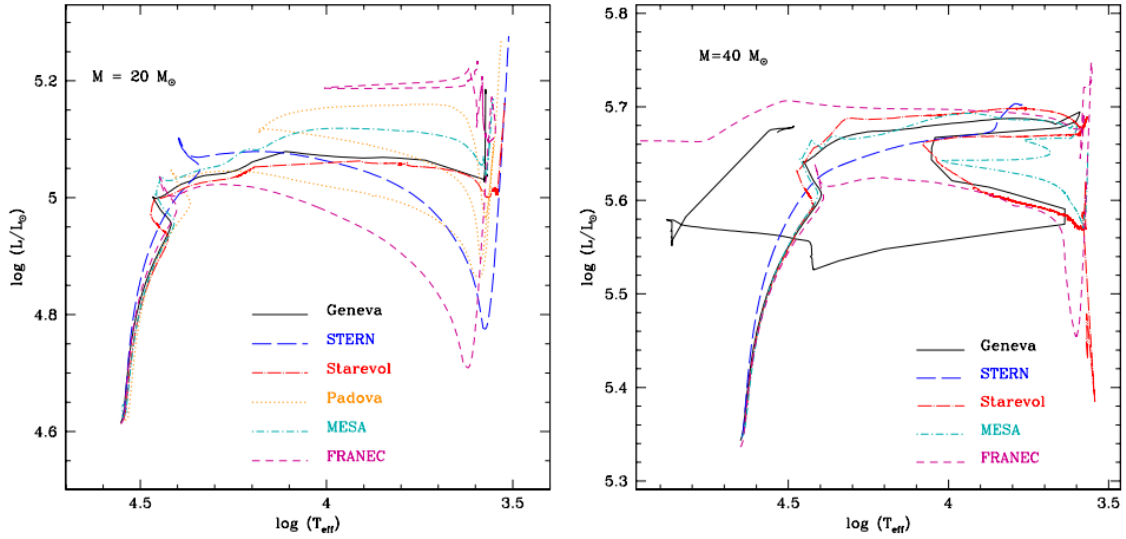 M = 20 M☉
5.2
5
4.8
4.6
log (L/L☉)
4.5
4
3.5
log (Teff)
Geneva
STERN
Starevol
Padova
MESA
FRANEC
M=40 M☉
5.8
5.7
5.6
5.5
5.4
5.3
log (L/L☉)
4.5
4
3.5
log (Teff)
Geneva
STERN
Starevol
MESA
FRANEC